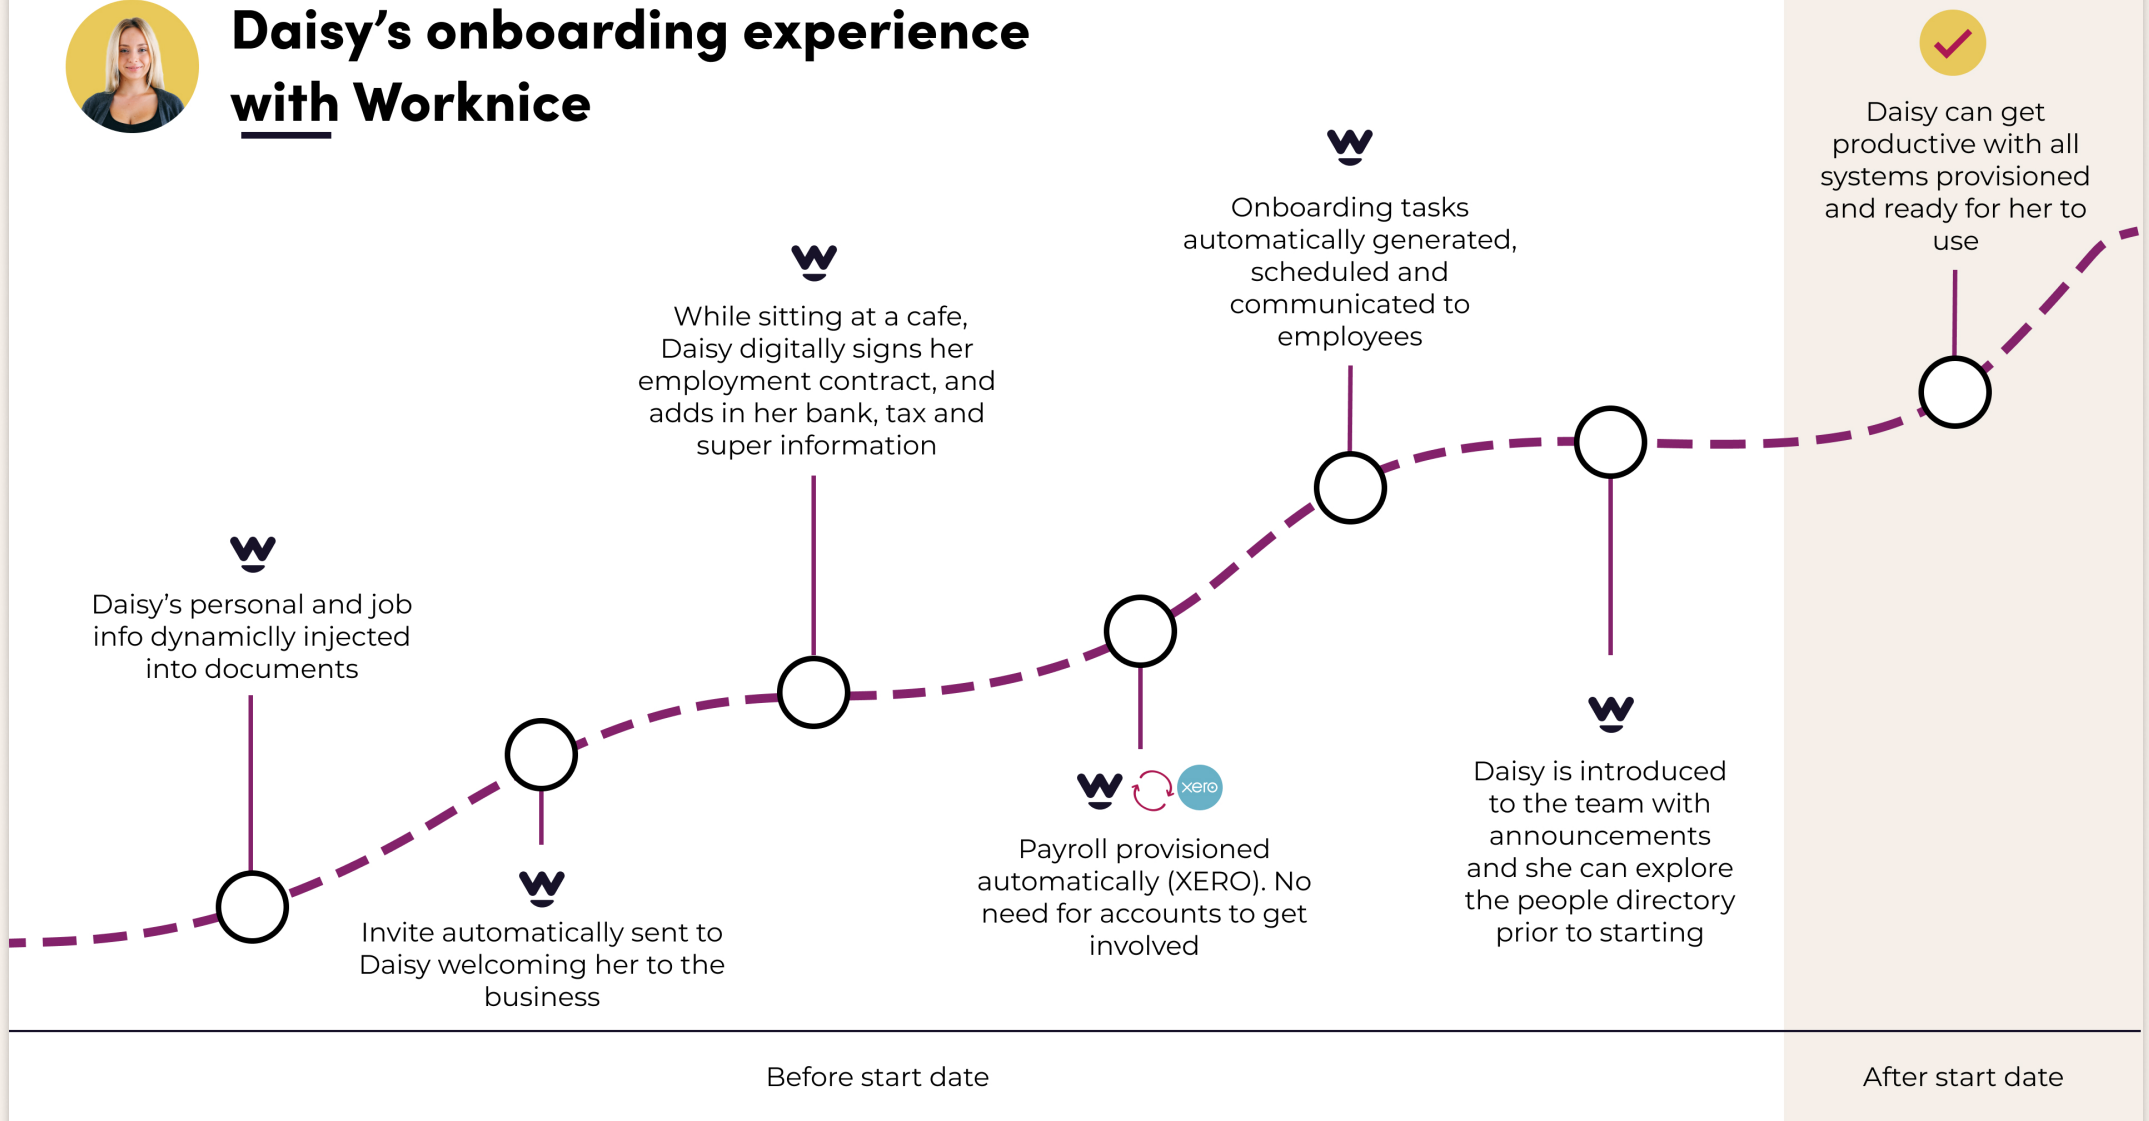 Daisy’s onboarding experience
with Worknice
Daisy’s personal and job
info dynamiclly injected
into documents
Invite automatically sent to
Daisy welcoming her to the
business
While sitting at a cafe,
Daisy digitally signs her
employment contract, and
adds in her bank, tax and
super information
xero
Payroll provisioned
automatically (XERO). No
need for accounts to get
involved
Onboarding tasks
automatically generated,
scheduled and
communicated to
employees
Daisy is introduced
to the team with
announcements
and she can explore
the people directory
prior to starting
Daisy can get
productive with all
systems provisioned
and ready for her to
use
Before start date
After start date